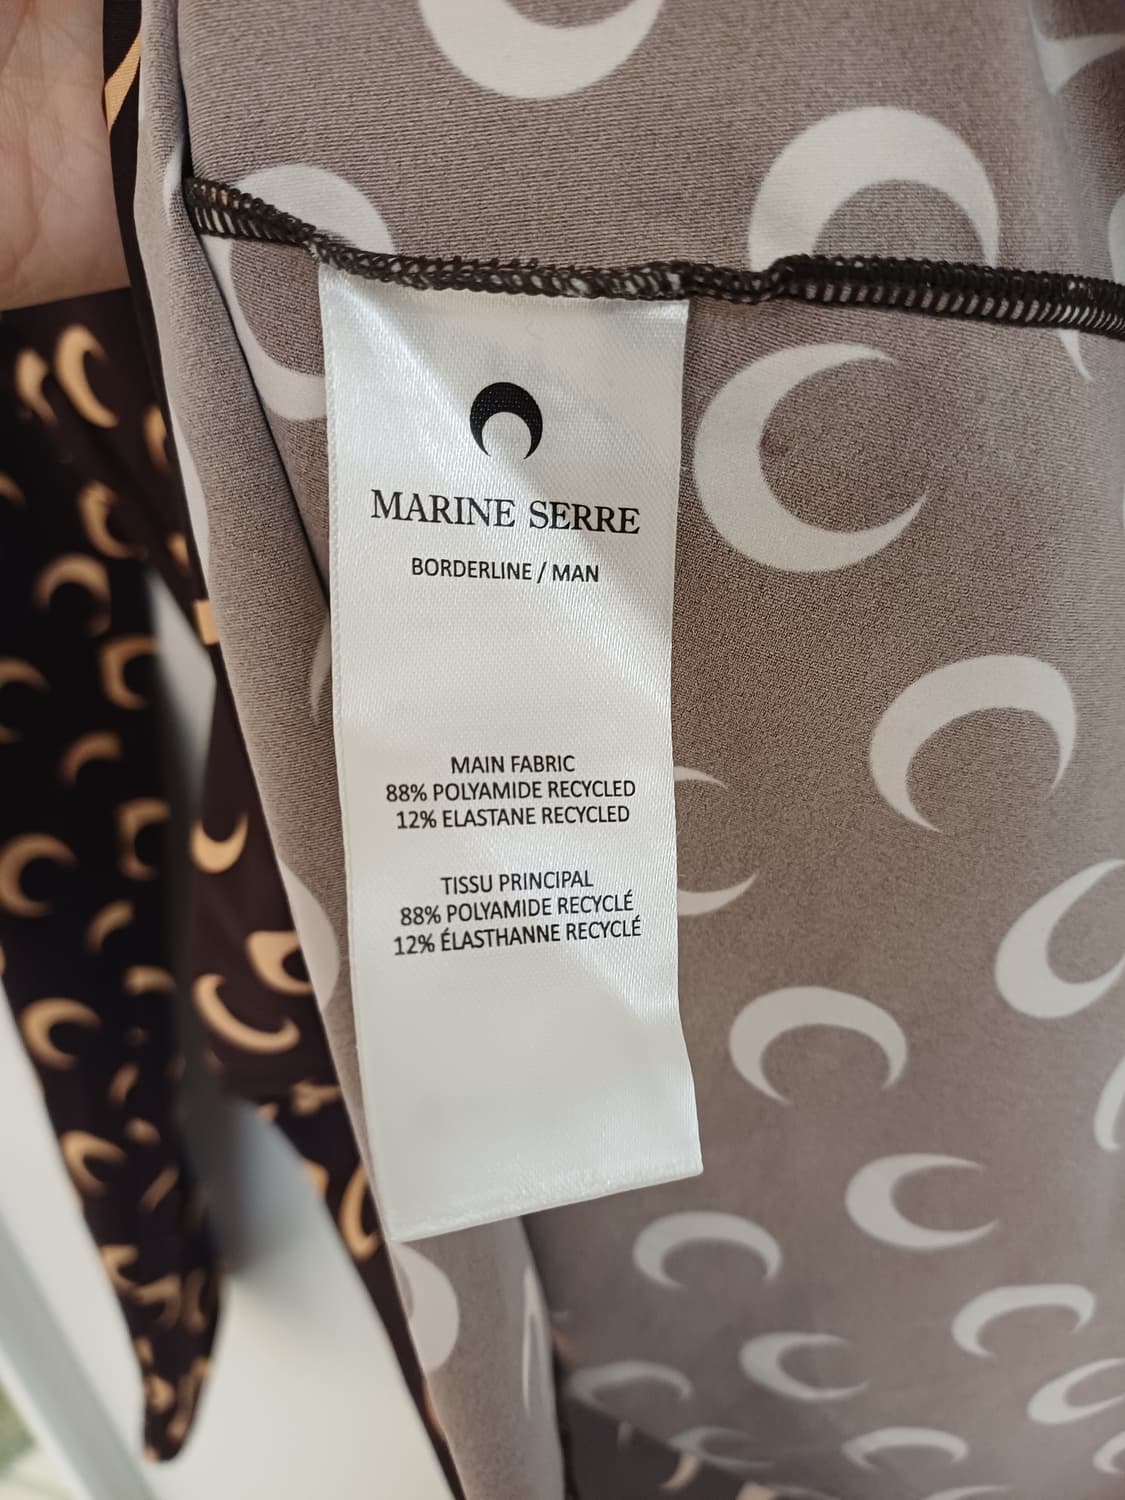 MARINE SERRE
BORDERLINE / MAN
MAIN FABRIC
88% POLYAMIDE RECYCLED
12% ELASTANE RECYCLED
TISSU PRINCIPAL
88% POLYAMIDE RECYCLÉ
12% ÉLASTHANNE RECYCLÉ